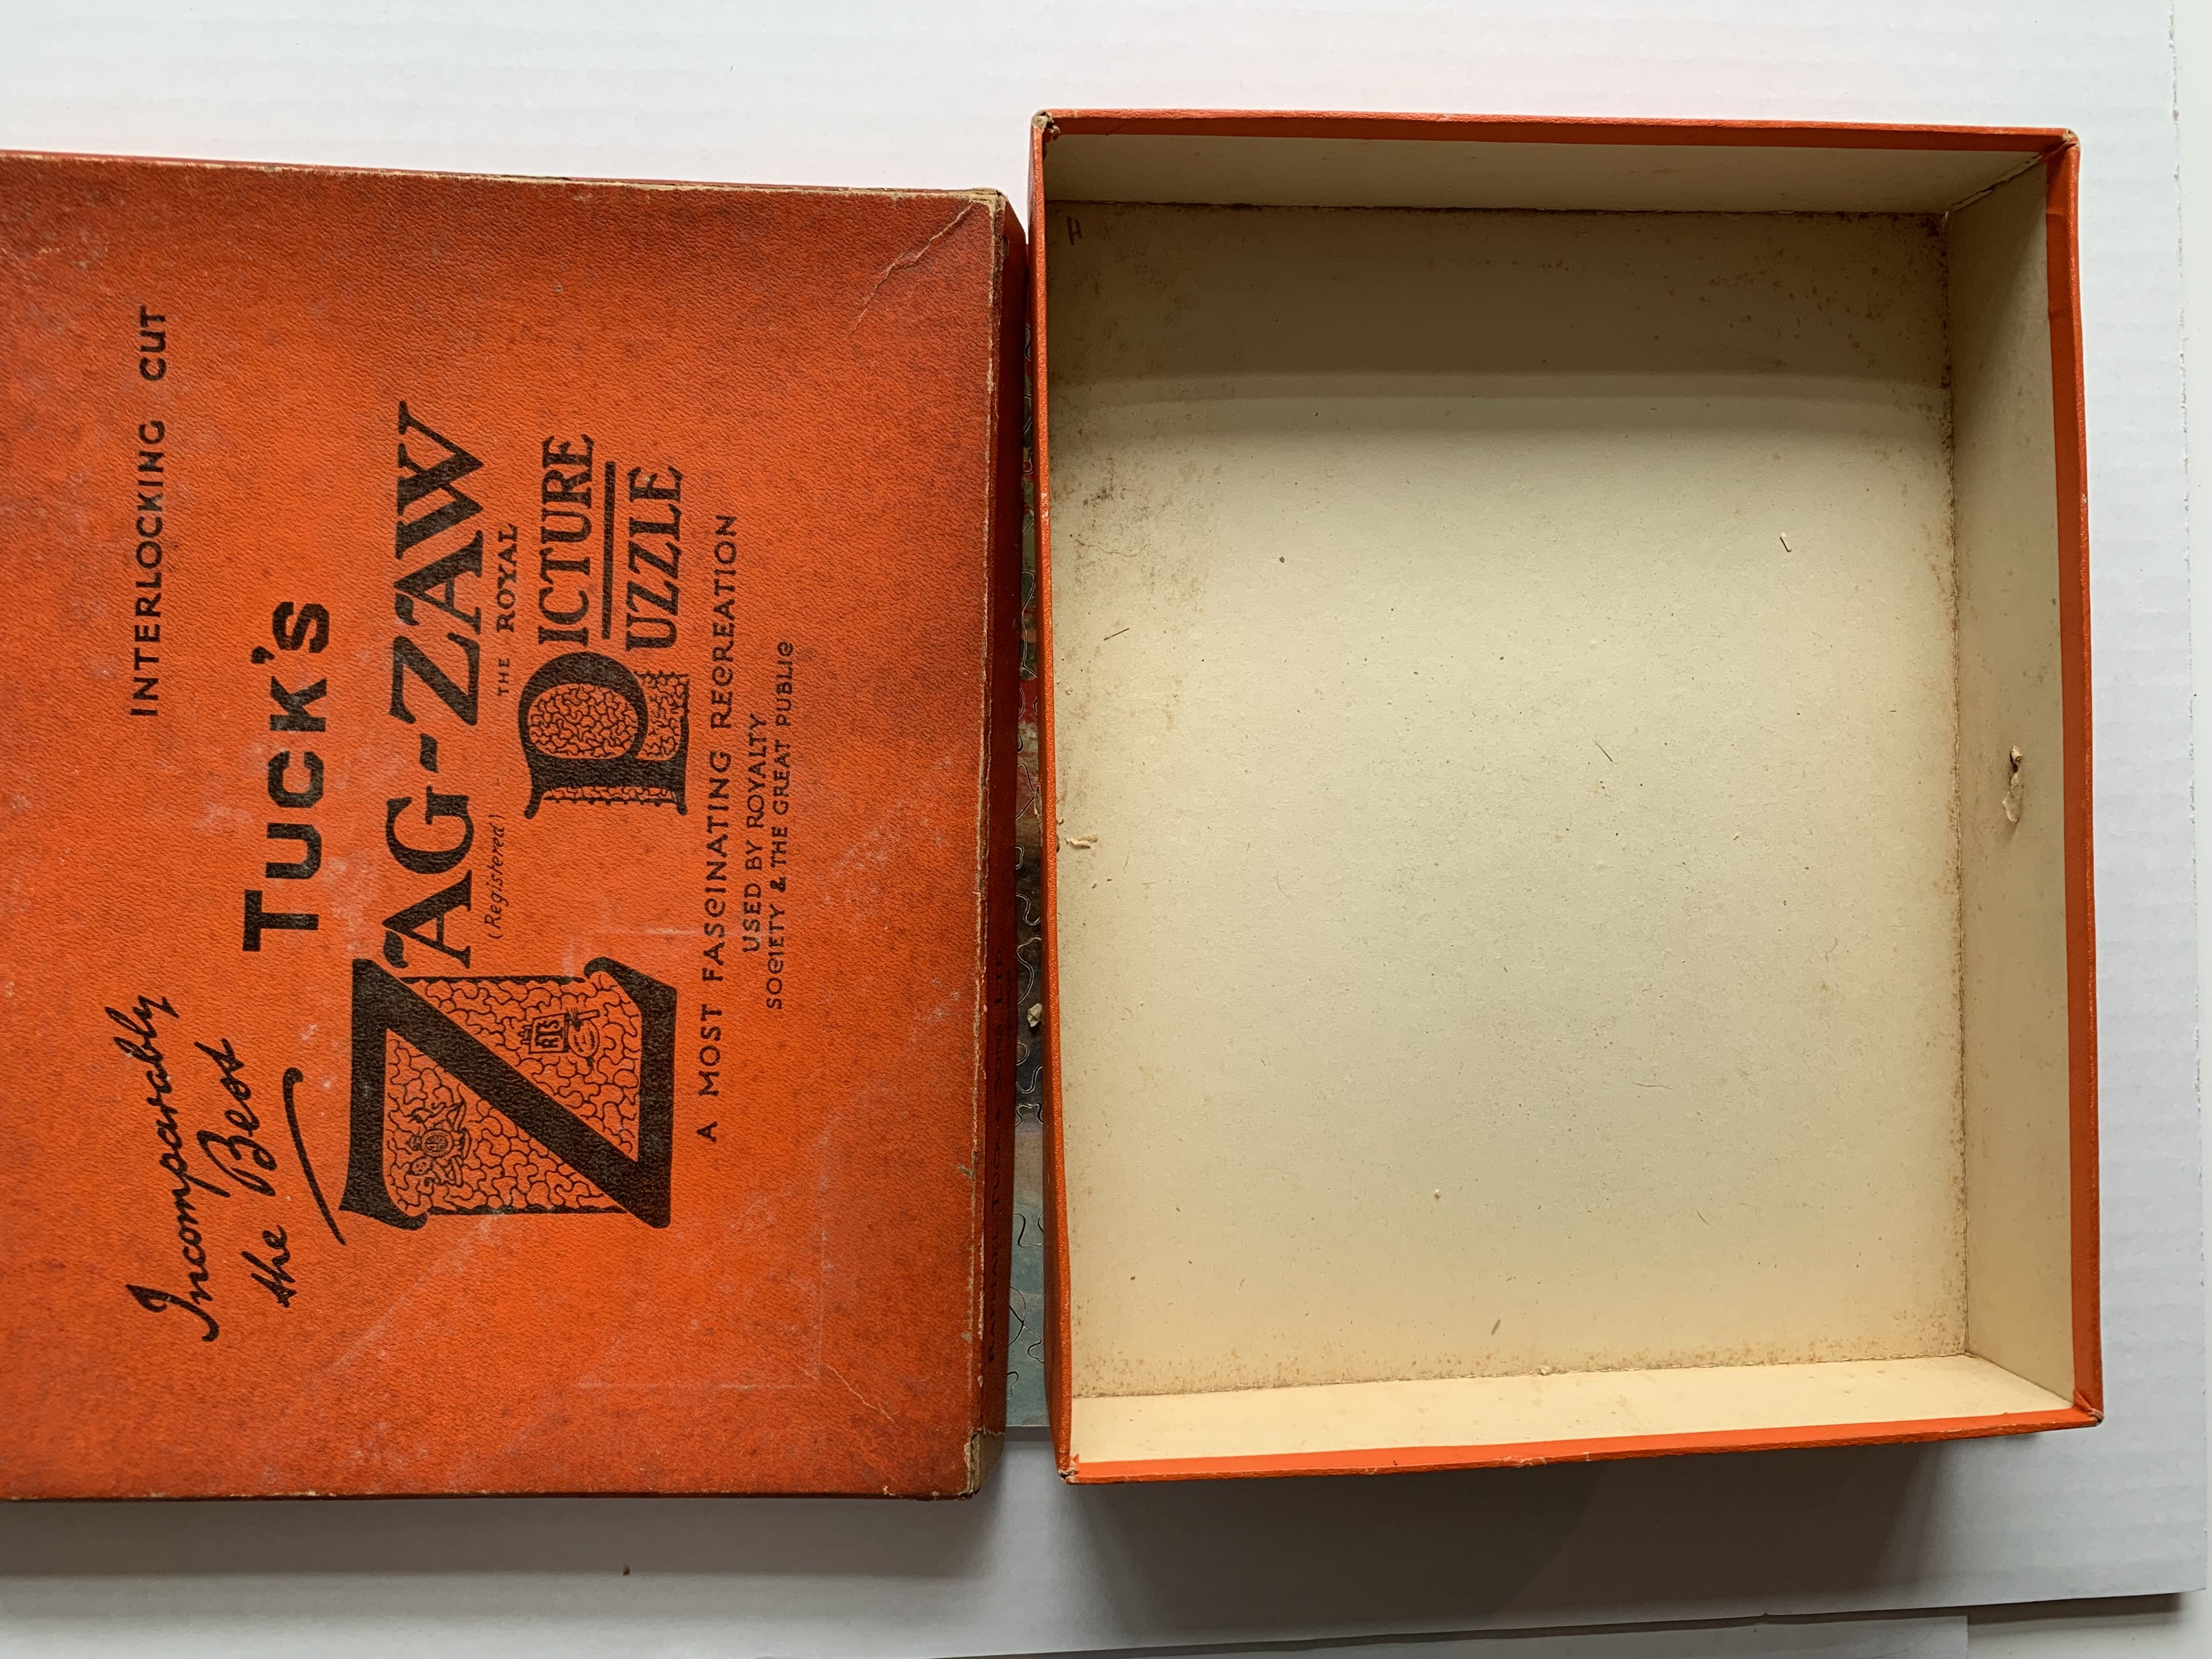 INTERLOCKING CUT
Incomparably
the Best
TUCK'S
ZAG-ZAW
(Registered)
THE ROYAL
PICTURE
PUZZLE
RTS
A MOST FASCINATING RECREATION
USED BY ROYALTY
SOCIETY & THE GREAT PUBLIC
H